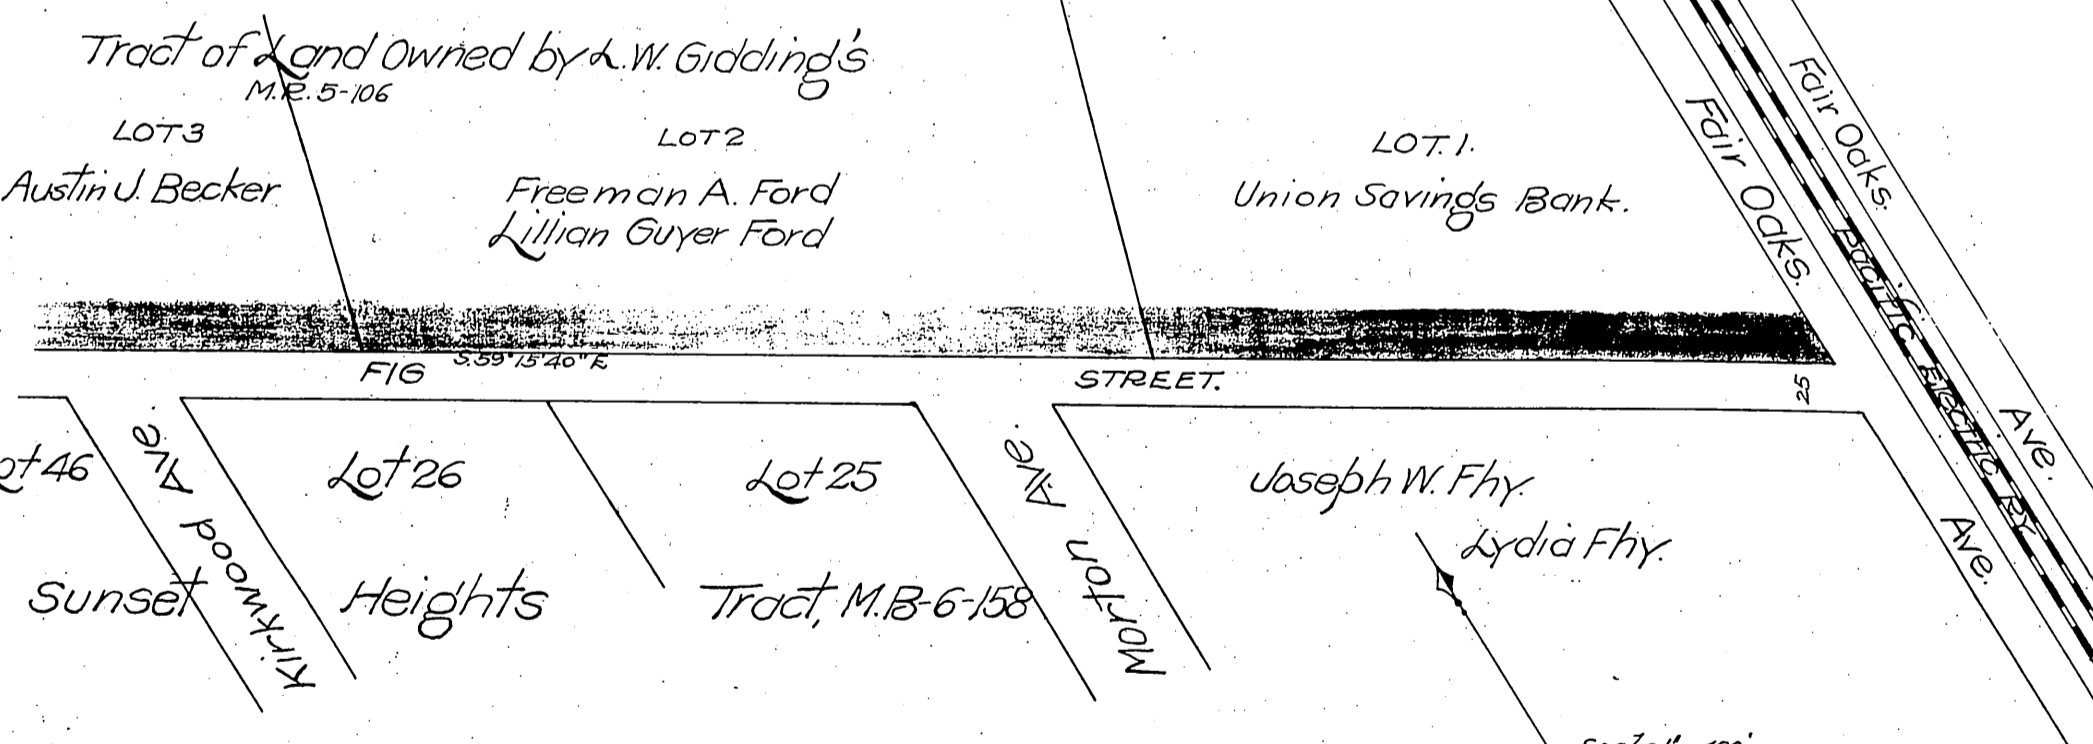 Tract of Land Owned by L.W. Gidding's
M.R. 5-106
LOT 3
Austin J. Becker
LOT 2
Freeman A. Ford
Lillian Guyer Ford
LOT. 1.
Union Savings Bank.
Fair Oaks. Ave.
Fair Oaks. Ave.
Pacific Electric Ry.
FIG STREET.
S. 59° 15' 40" E
25
Kirkwood Ave.
Morton Ave.
Lot 46
Lot 26
Lot 25
Sunset Heights Tract, M.B-6-158
Joseph W. Fhy.
Lydia Fhy.